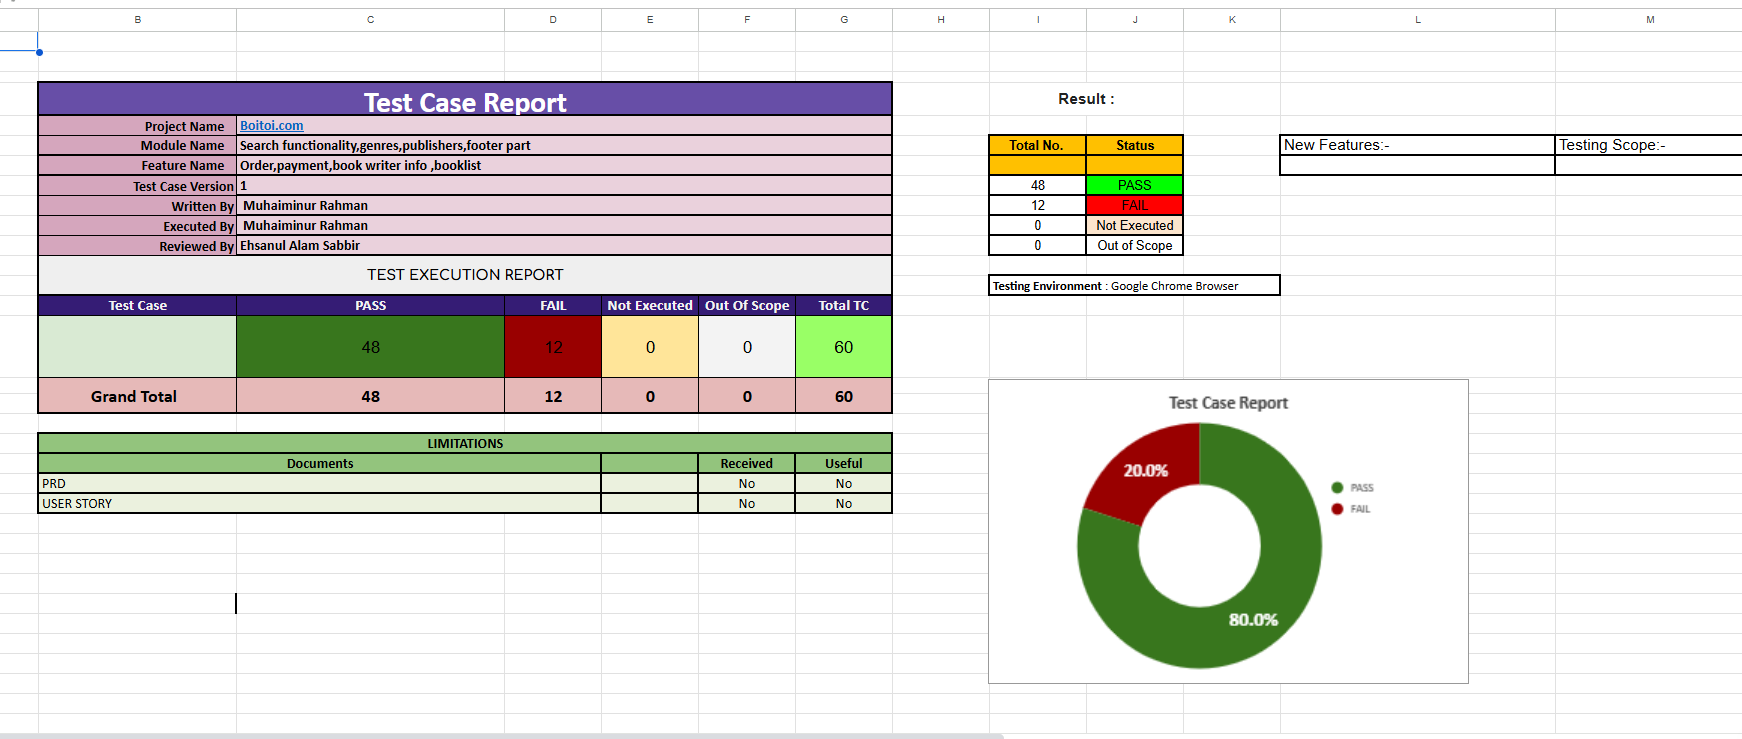 B C D E F G H I J K L M
Test Case Report
Project Name Boitoi.com
Module Name Search functionality,genres,publishers,footer part
Feature Name Order,payment,book writer info ,booklist
Test Case Version 1
Written By Muhaiminur Rahman
Executed By Muhaiminur Rahman
Reviewed By Ehsanul Alam Sabbir
TEST EXECUTION REPORT
Test Case PASS FAIL Not Executed Out Of Scope Total TC
48 12 0 0 60
Grand Total 48 12 0 0 60
LIMITATIONS
Documents Received Useful
PRD No No
USER STORY No No
Result :
Total No. Status
48 PASS
12 FAIL
0 Not Executed
0 Out of Scope
Testing Environment : Google Chrome Browser
New Features:- Testing Scope:-
Test Case Report
20.0%
80.0%
PASS
FAIL